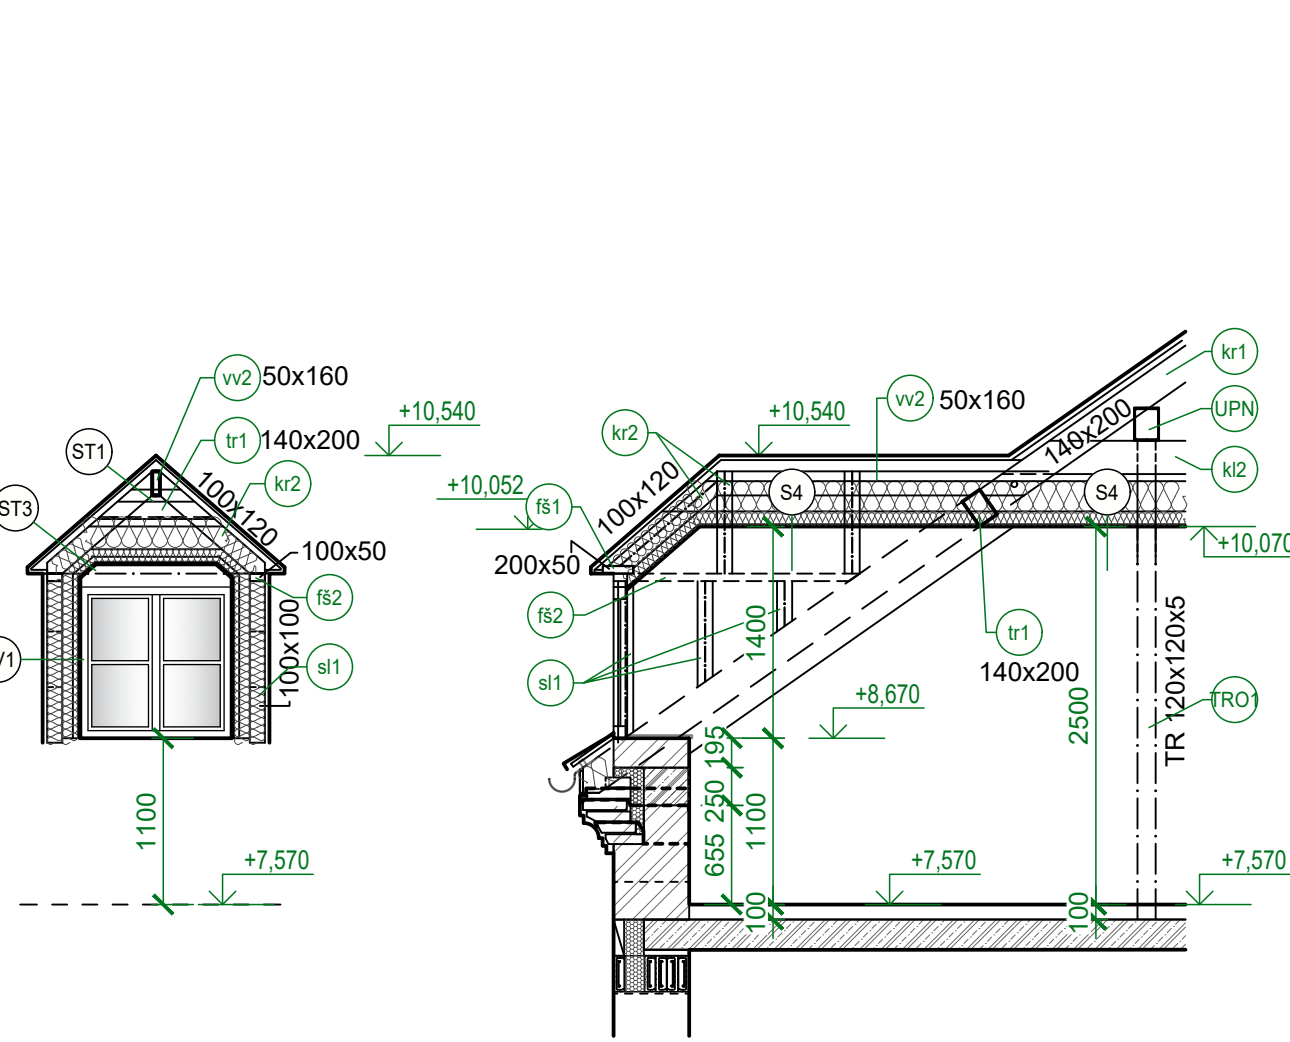 vv2 50x160
tr1 140x200
ST1
kr2
100x120
ST3
100x50
fš2
100x100
sl1
V1
1100
+7,570
+10,540
+10,052
fš1
kr2
100x120
200x50
fš2
sl1
+10,540
vv2 50x160
S4
140x200
S4
kr1
UPN
kl2
+10,070
tr1
140x200
1400
+8,670
195
250
655
1100
100
+7,570
2500
100
TR 120x120x5
TRO1
+7,570